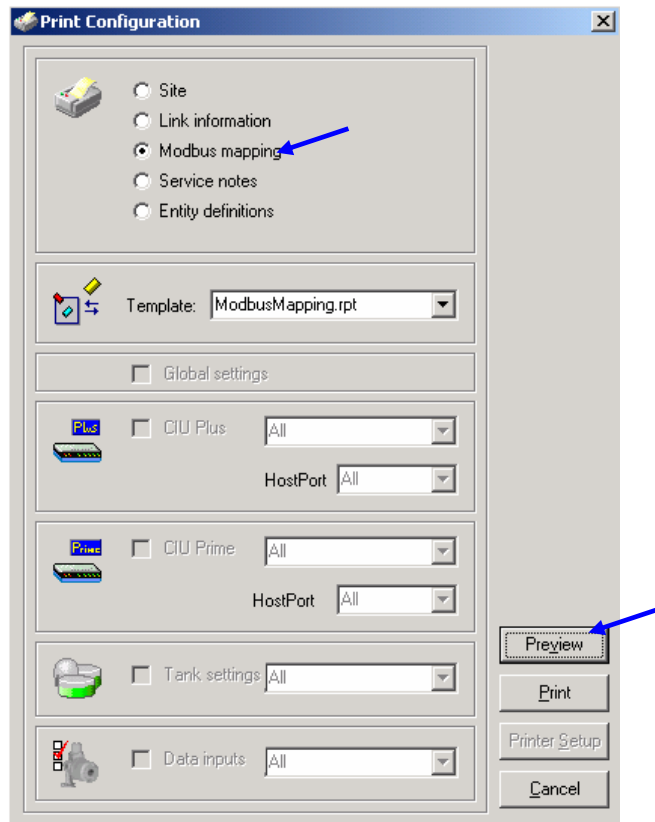 Print Configuration
Site
Link information
Modbus mapping
Service notes
Entity definitions
Template: ModbusMapping.rpt
Global settings
Plus CIU Plus All
HostPort All
Prime CIU Prime All
HostPort All
Preview
Tank settings All
Print
Printer Setup
Data inputs All
Cancel